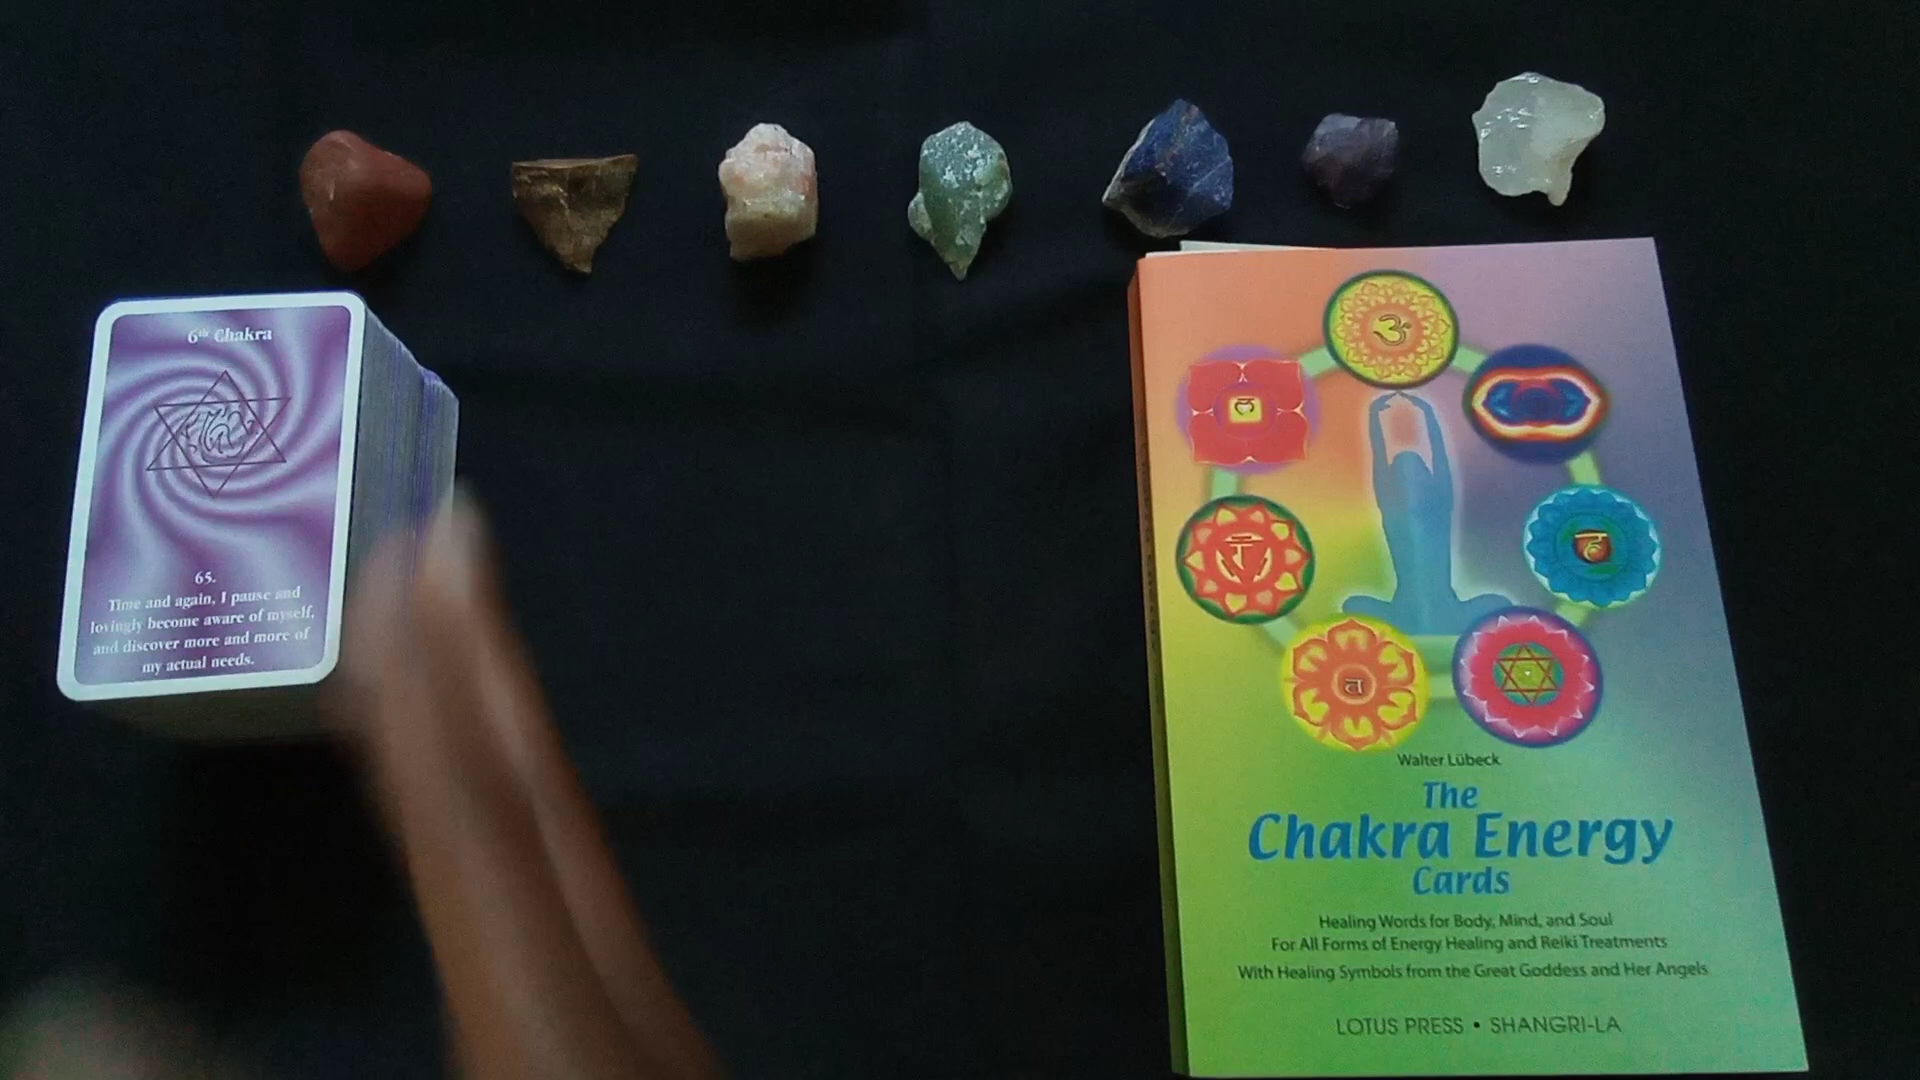 6th Chakra
65.
Time and again, I pause and
lovingly become aware of myself,
and discover more and more of
my actual needs.
Walter Lübeck
The
Chakra Energy
Cards
Healing Words for Body, Mind, and Soul
For All Forms of Energy Healing and Reiki Treatments
With Healing Symbols from the Great Goddess and Her Angels
LOTUS PRESS • SHANGRI-LA